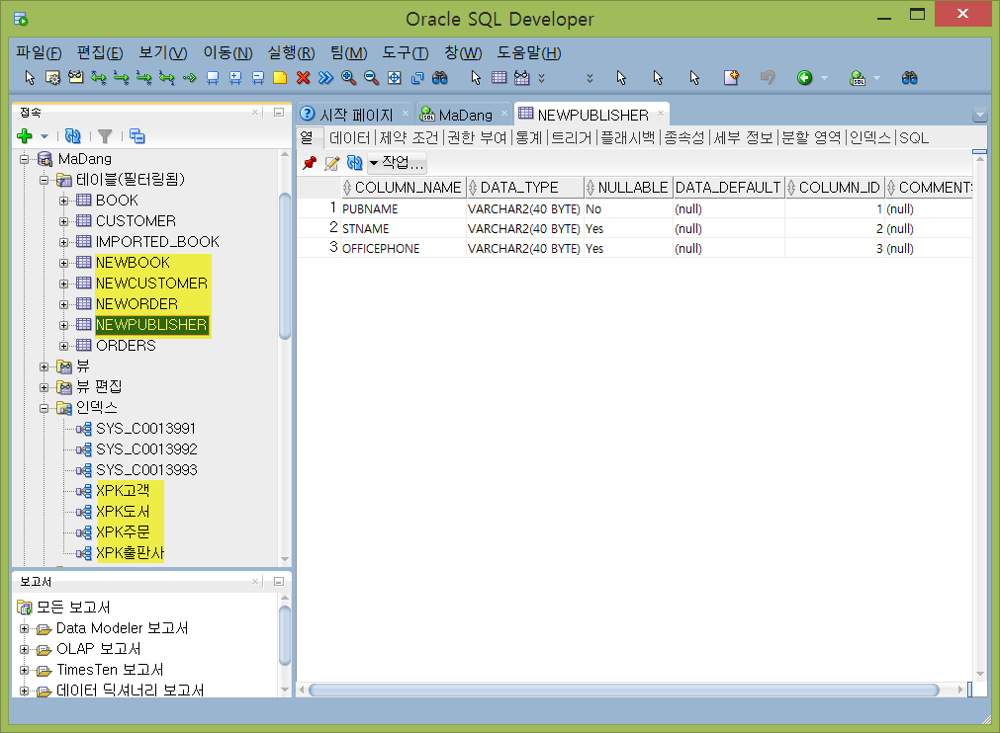 Oracle SQL Developer
파일(F) 편집(E) 보기(V) 이동(N) 실행(R) 팀(M) 도구(T) 창(W) 도움말(H)
접속
MaDang
테이블(필터링됨)
BOOK
CUSTOMER
IMPORTED_BOOK
NEWBOOK
NEWCUSTOMER
NEWORDER
NEWPUBLISHER
ORDERS
뷰
뷰 편집
인덱스
SYS_C0013991
SYS_C0013992
SYS_C0013993
XPK고객
XPK도서
XPK주문
XPK출판사
보고서
모든 보고서
Data Modeler 보고서
OLAP 보고서
TimesTen 보고서
데이터 딕셔너리 보고서
시작 페이지 MaDang NEWPUBLISHER
열 데이터 제약 조건 권한 부여 통계 트리거 플래시백 종속성 세부 정보 분할 영역 인덱스 SQL
작업...
COLUMN_NAME DATA_TYPE NULLABLE DATA_DEFAULT COLUMN_ID COMMENTS
1 PUBNAME VARCHAR2(40 BYTE) No (null) 1 (null)
2 STNAME VARCHAR2(40 BYTE) Yes (null) 2 (null)
3 OFFICEPHONE VARCHAR2(40 BYTE) Yes (null) 3 (null)